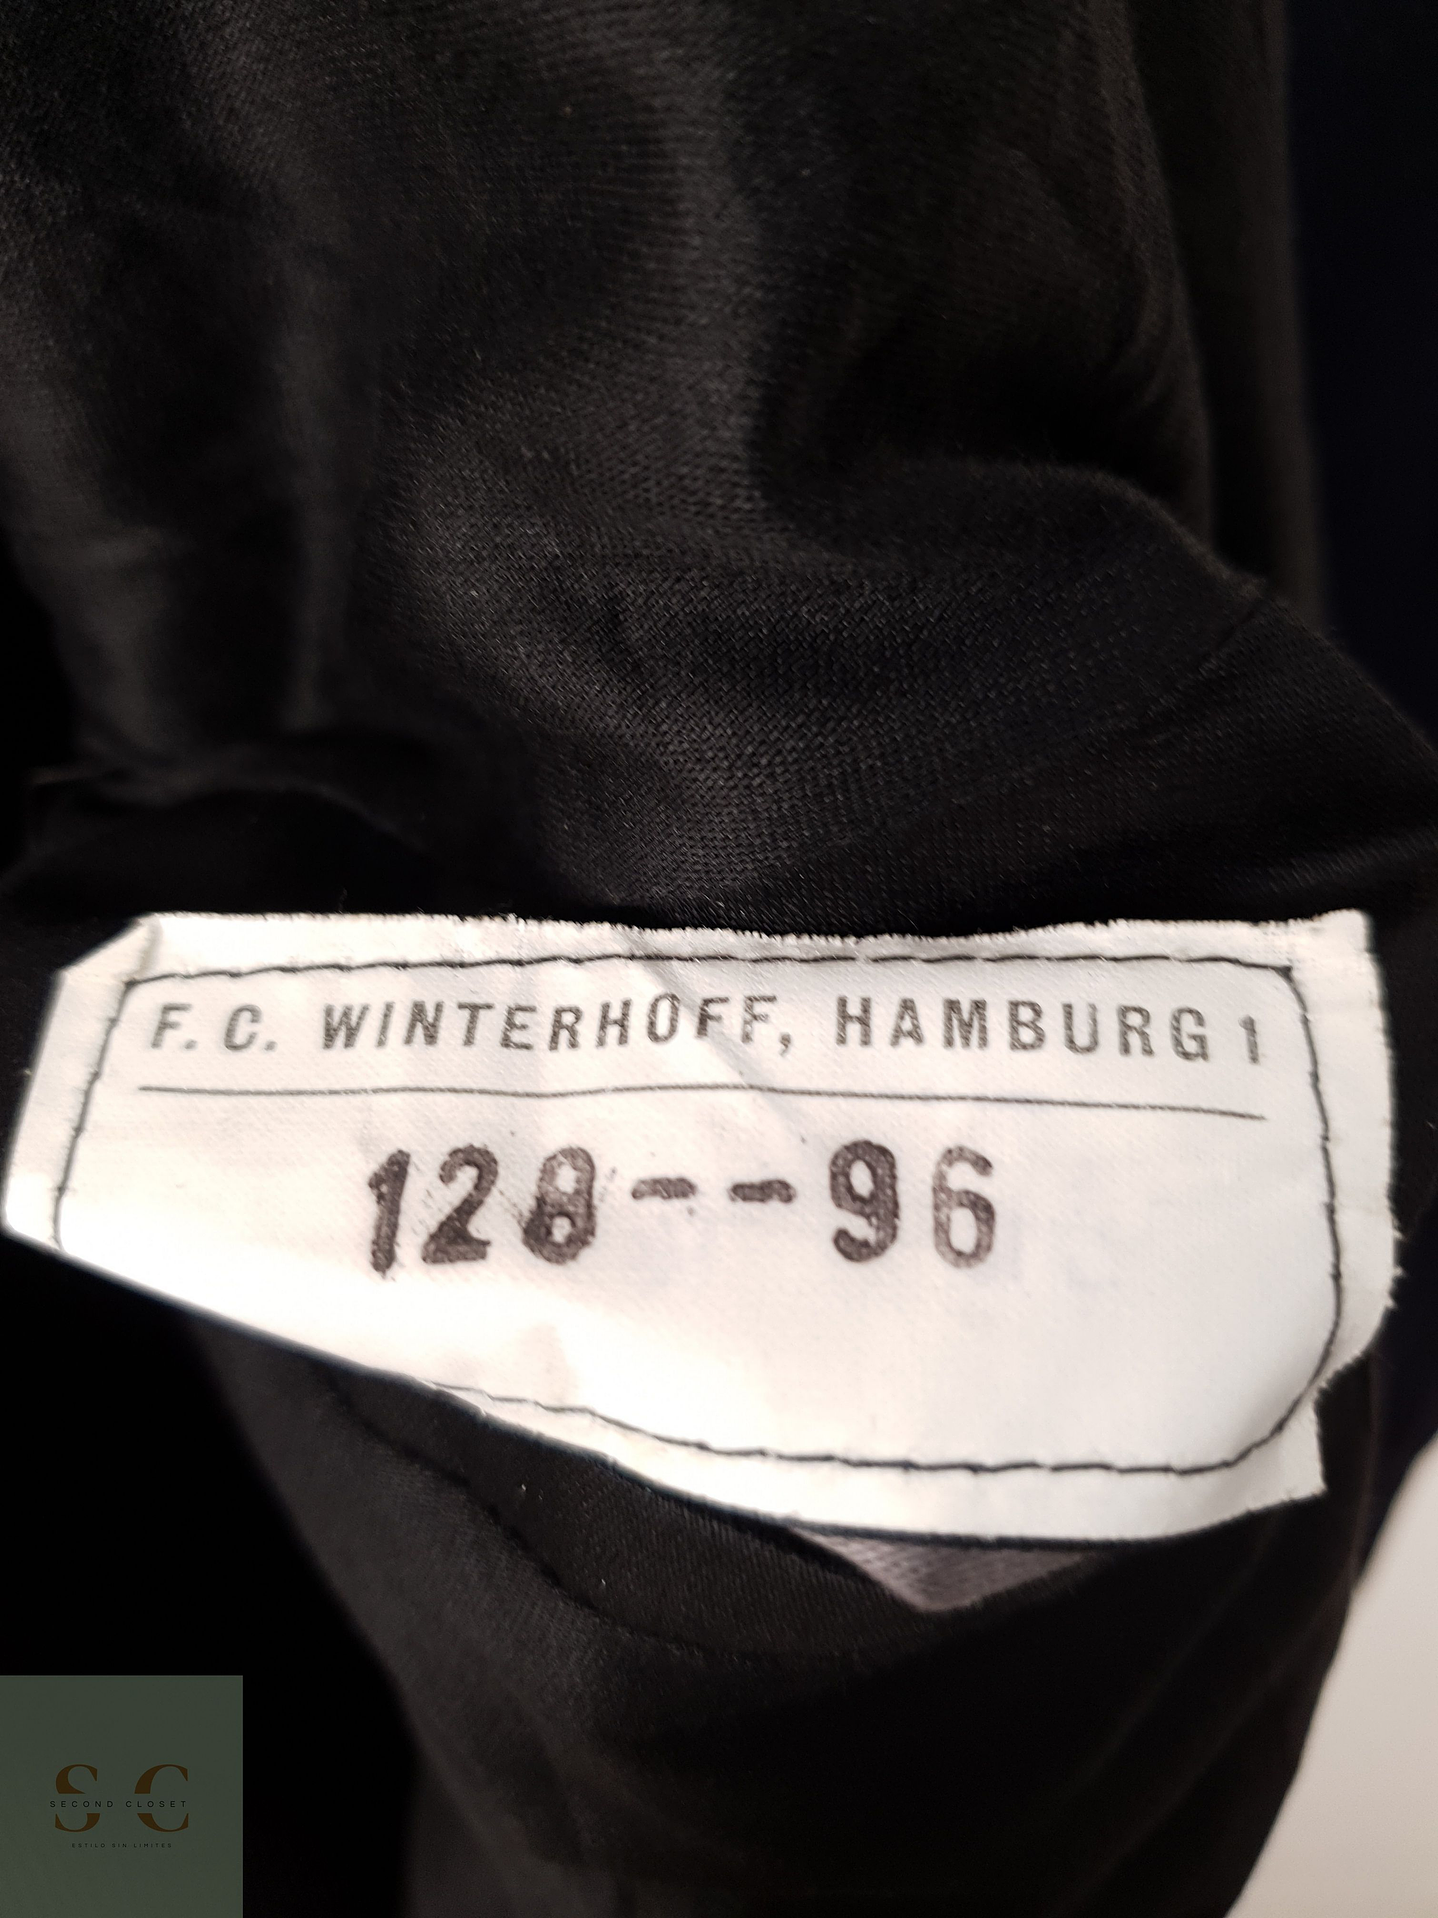 F. C. WINTERHOFF, HAMBURG 1
128--96
SC
SECOND CLOSET
ESTILO SIN LIMITES